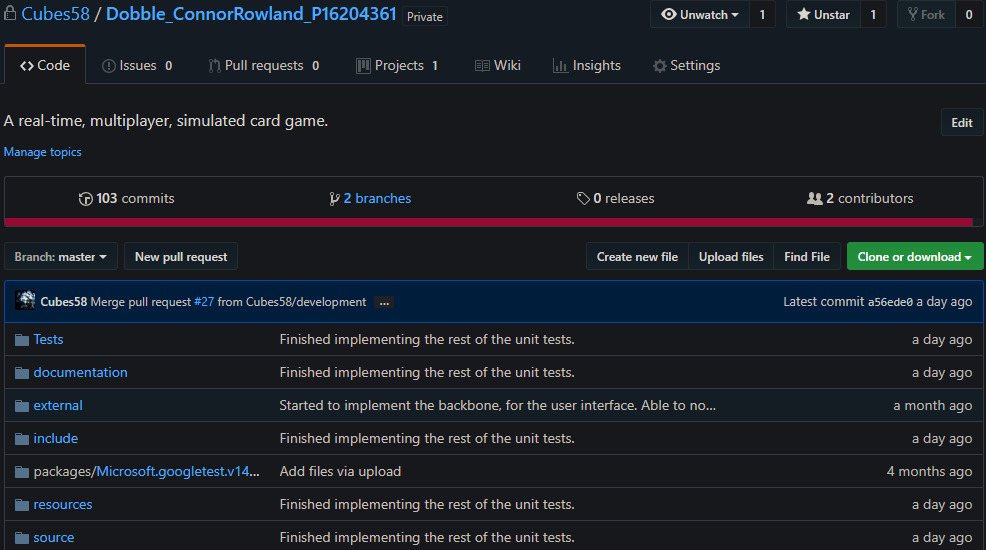 Cubes58 / Dobble_ConnorRowland_P16204361 Private Unwatch 1 Unstar 1 Fork 0
Code Issues 0 Pull requests 0 Projects 1 Wiki Insights Settings
A real-time, multiplayer, simulated card game. Edit
Manage topics
103 commits 2 branches 0 releases 2 contributors
Branch: master New pull request Create new file Upload files Find File Clone or download
Cubes58 Merge pull request #27 from Cubes58/development ... Latest commit a56ede0 a day ago
Tests Finished implementing the rest of the unit tests. a day ago
documentation Finished implementing the rest of the unit tests. a day ago
external Started to implement the backbone, for the user interface. Able to no... a month ago
include Finished implementing the rest of the unit tests. a day ago
packages/Microsoft.googletest.v14... Add files via upload 4 months ago
resources Finished implementing the rest of the unit tests. a day ago
source Finished implementing the rest of the unit tests. a day ago